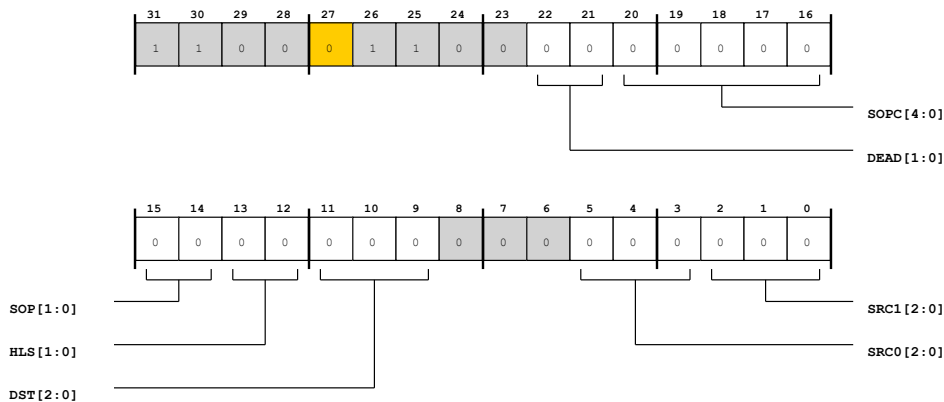 31 30 29 28 27 26 25 24 23 22 21 20 19 18 17 16
1 1 0 0 0 1 1 0 0 0 0 0 0 0 0 0
SOPC[4:0]
DEAD[1:0]
15 14 13 12 11 10 9 8 7 6 5 4 3 2 1 0
0 0 0 0 0 0 0 0 0 0 0 0 0 0 0 0
SOP[1:0] SRC1[2:0]
HLS[1:0] SRC0[2:0]
DST[2:0]